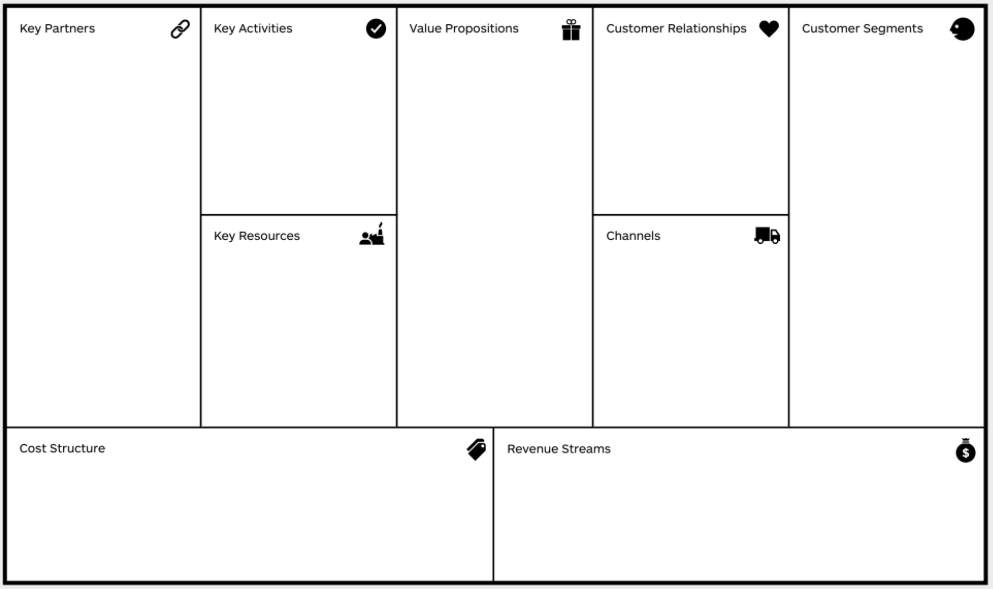 Key Partners
Key Activities
Value Propositions
Customer Relationships
Customer Segments
Key Resources
Channels
Cost Structure
Revenue Streams
$